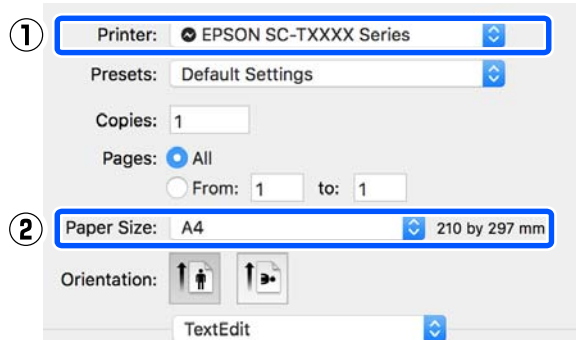 ① Printer: EPSON SC-TXXXX Series
Presets: Default Settings
Copies: 1
Pages: All
From: 1 to: 1
② Paper Size: A4 210 by 297 mm
Orientation:
TextEdit